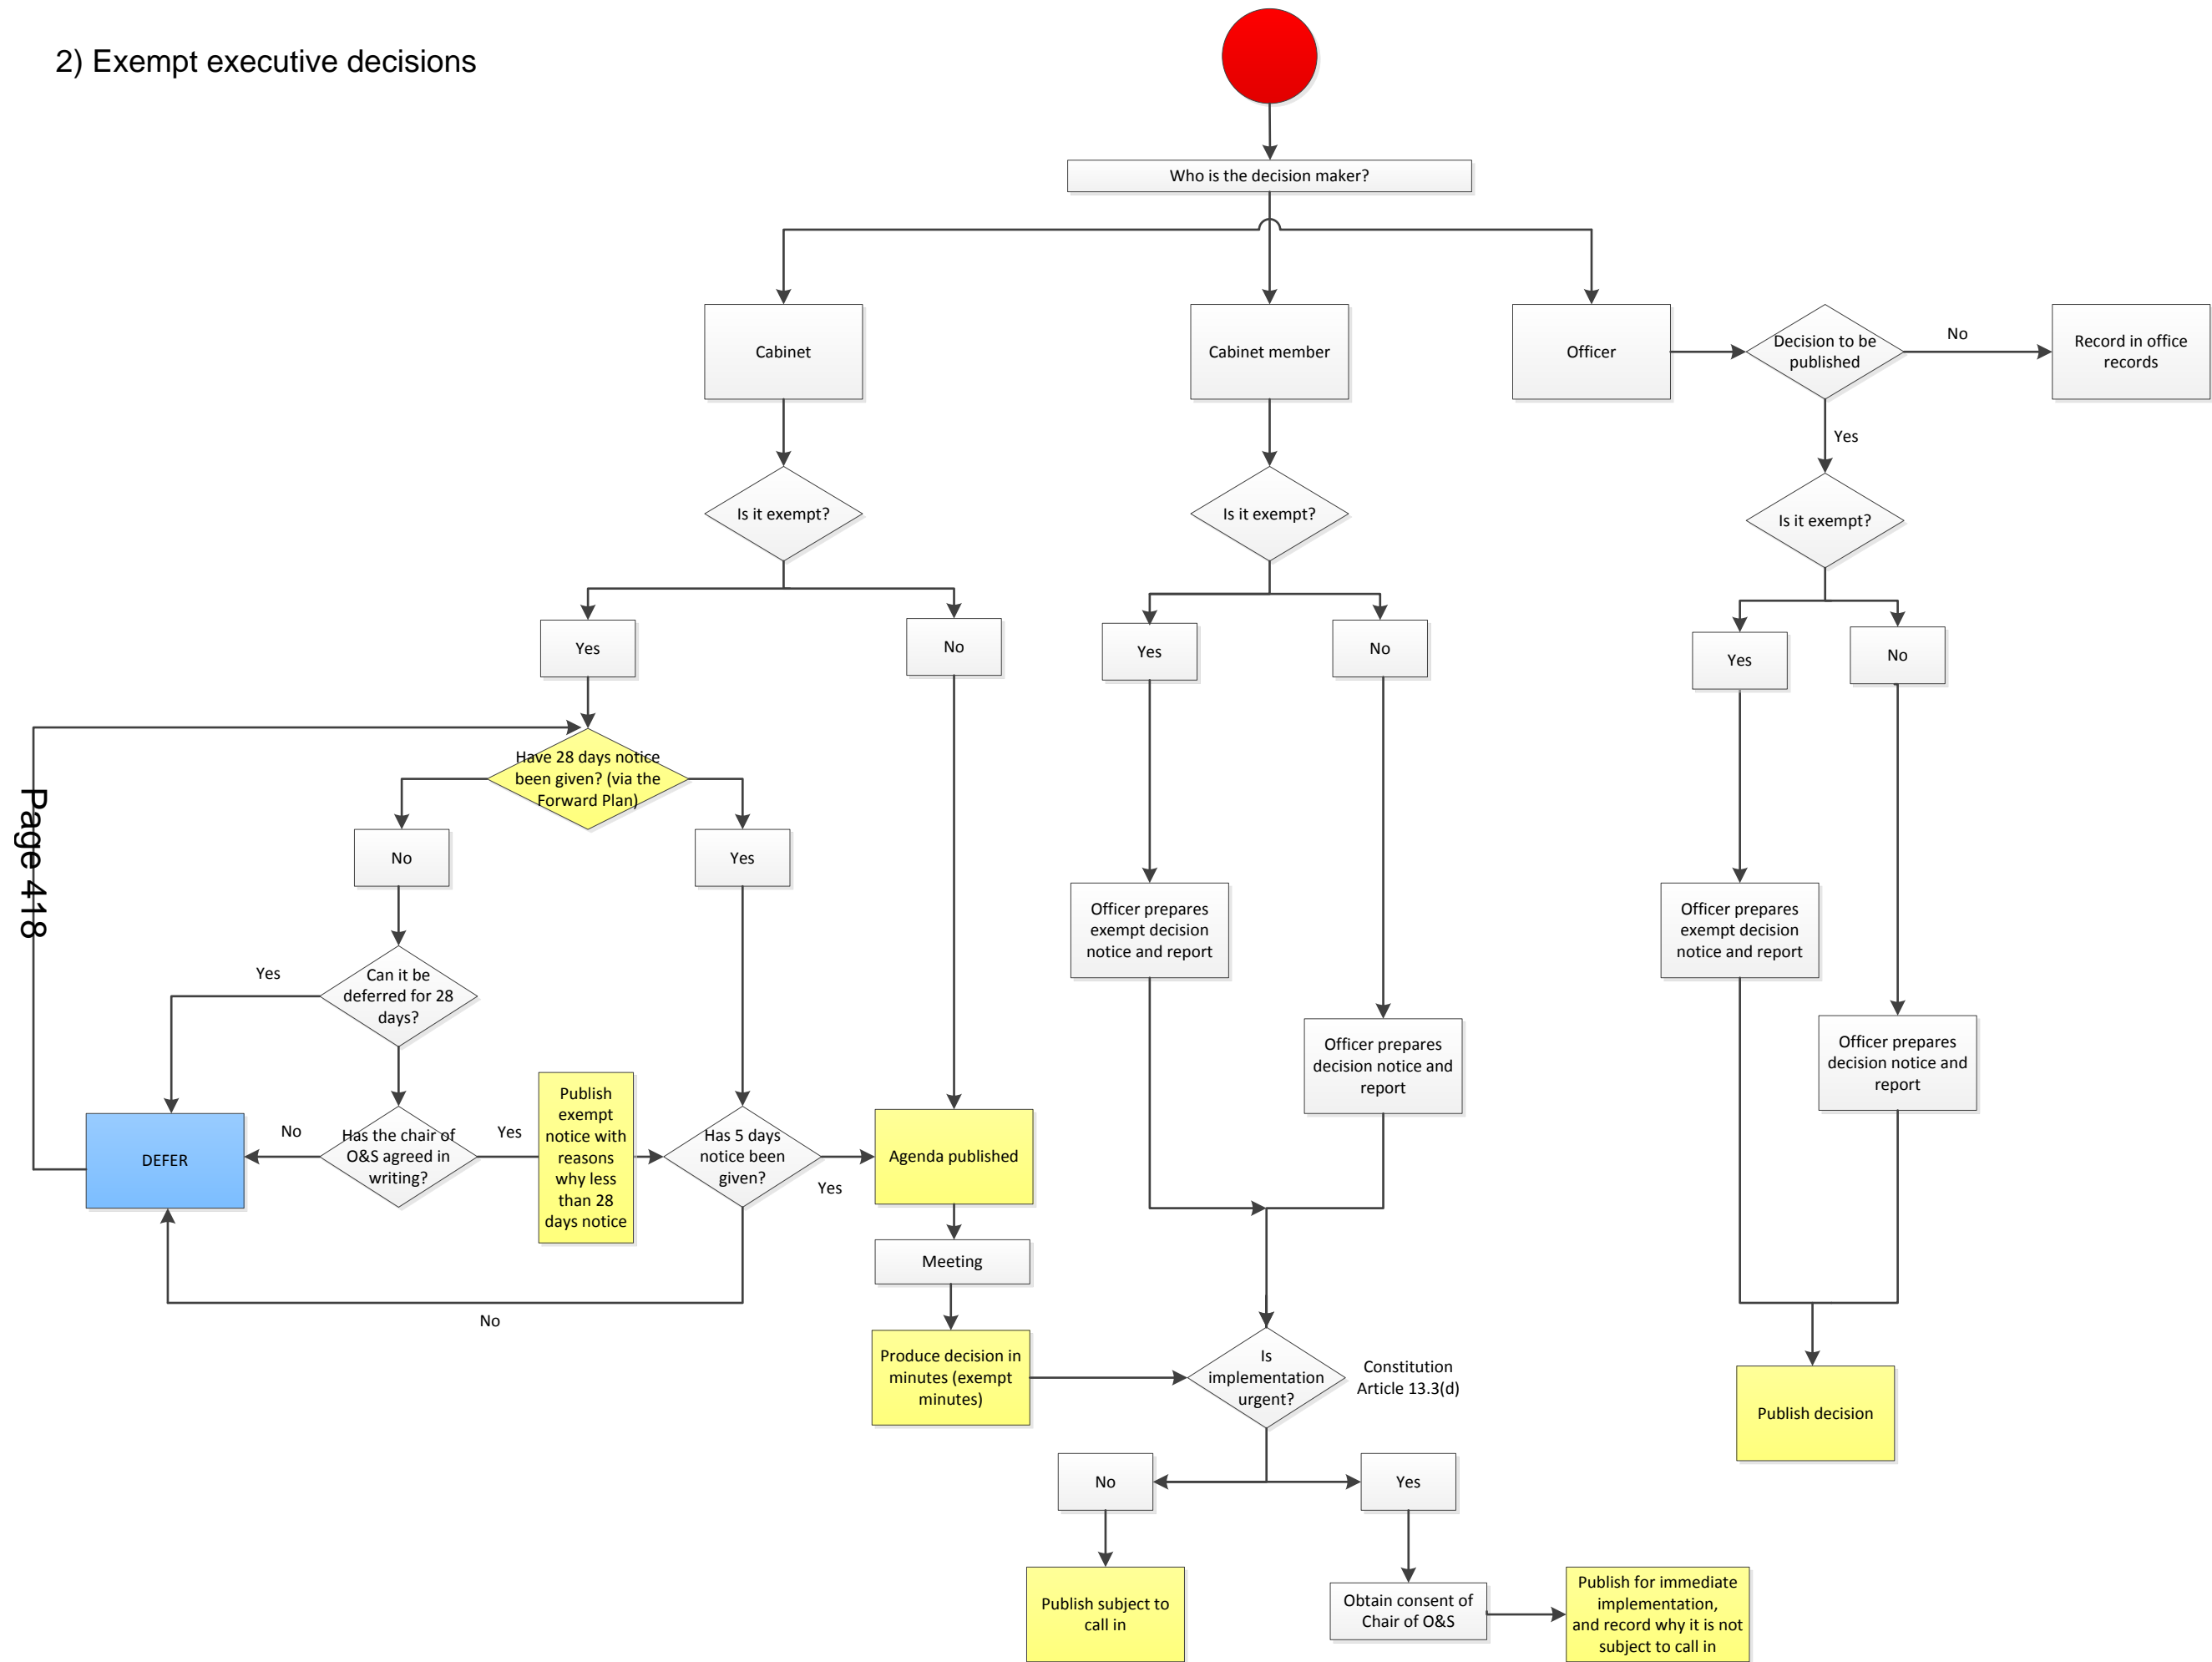 2) Exempt executive decisions
Who is the decision maker?
Cabinet
Cabinet member
Officer
Decision to be
published
No
Record in office
records
Yes
Is it exempt?
Is it exempt?
Is it exempt?
Yes
No
Yes
No
Yes
No
Have 28 days notice
been given? (via the
Forward Plan)
Page 418
No
Yes
Officer prepares
exempt decision
notice and report
Officer prepares
exempt decision
notice and report
Yes
Can it be
deferred for 28
days?
Officer prepares
decision notice and
report
Officer prepares
decision notice and
report
DEFER
No
Has the chair of
O&S agreed in
writing?
Yes
Publish
exempt
notice with
reasons
why less
than 28
days notice
Has 5 days
notice been
given?
Yes
Agenda published
Meeting
No
Produce decision in
minutes (exempt
minutes)
Is
implementation
urgent?
Constitution
Article 13.3(d)
Publish decision
No
Yes
Publish subject to
call in
Obtain consent of
Chair of O&S
Publish for immediate
implementation,
and record why it is not
subject to call in